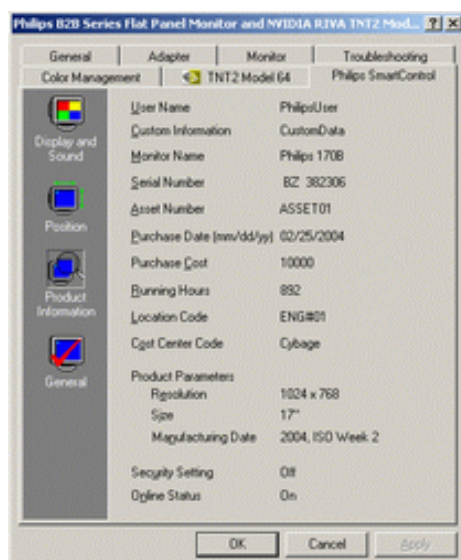 Philips B2B Series Flat Panel Monitor and NVIDIA RIVA TNT2 Mod...
General Adapter Monitor Troubleshooting
Color Management TNT2 Model 64 Philips SmartControl
Display and Sound
Position
Product Information
General
User Name PhilipsUser
Custom Information CustomData
Monitor Name Philips 170B
Serial Number BZ 382306
Asset Number ASSET01
Purchase Date (mm/dd/yy) 02/25/2004
Purchase Cost 10000
Running Hours 892
Location Code ENG#01
Cost Center Code Cybage
Product Parameters
Resolution 1024 x 768
Size 17"
Manufacturing Date 2004, ISO Week 2
Security Setting Off
Online Status On
OK Cancel Apply